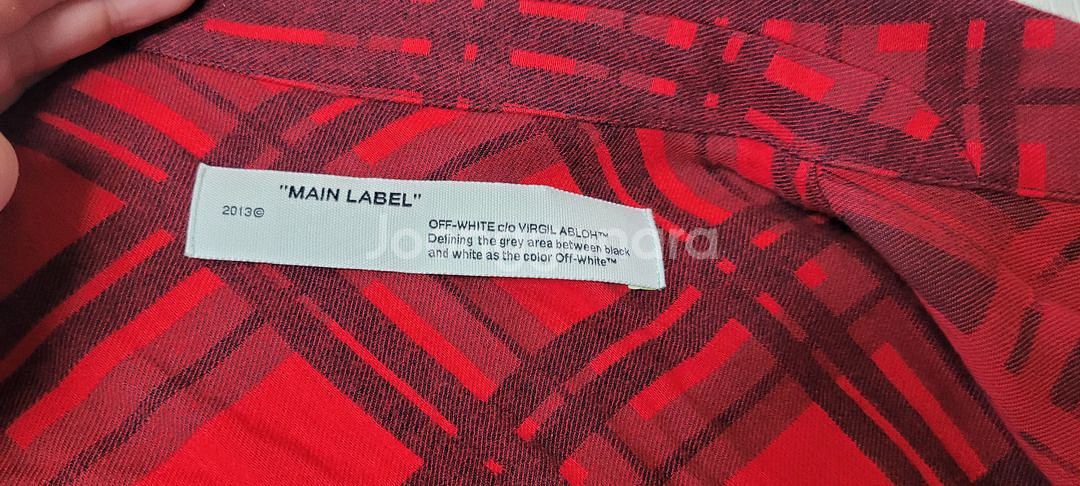 "MAIN LABEL"
2013©
OFF-WHITE c/o VIRGIL ABLOH™
Defining the grey area between black
and white as the color Off-White™